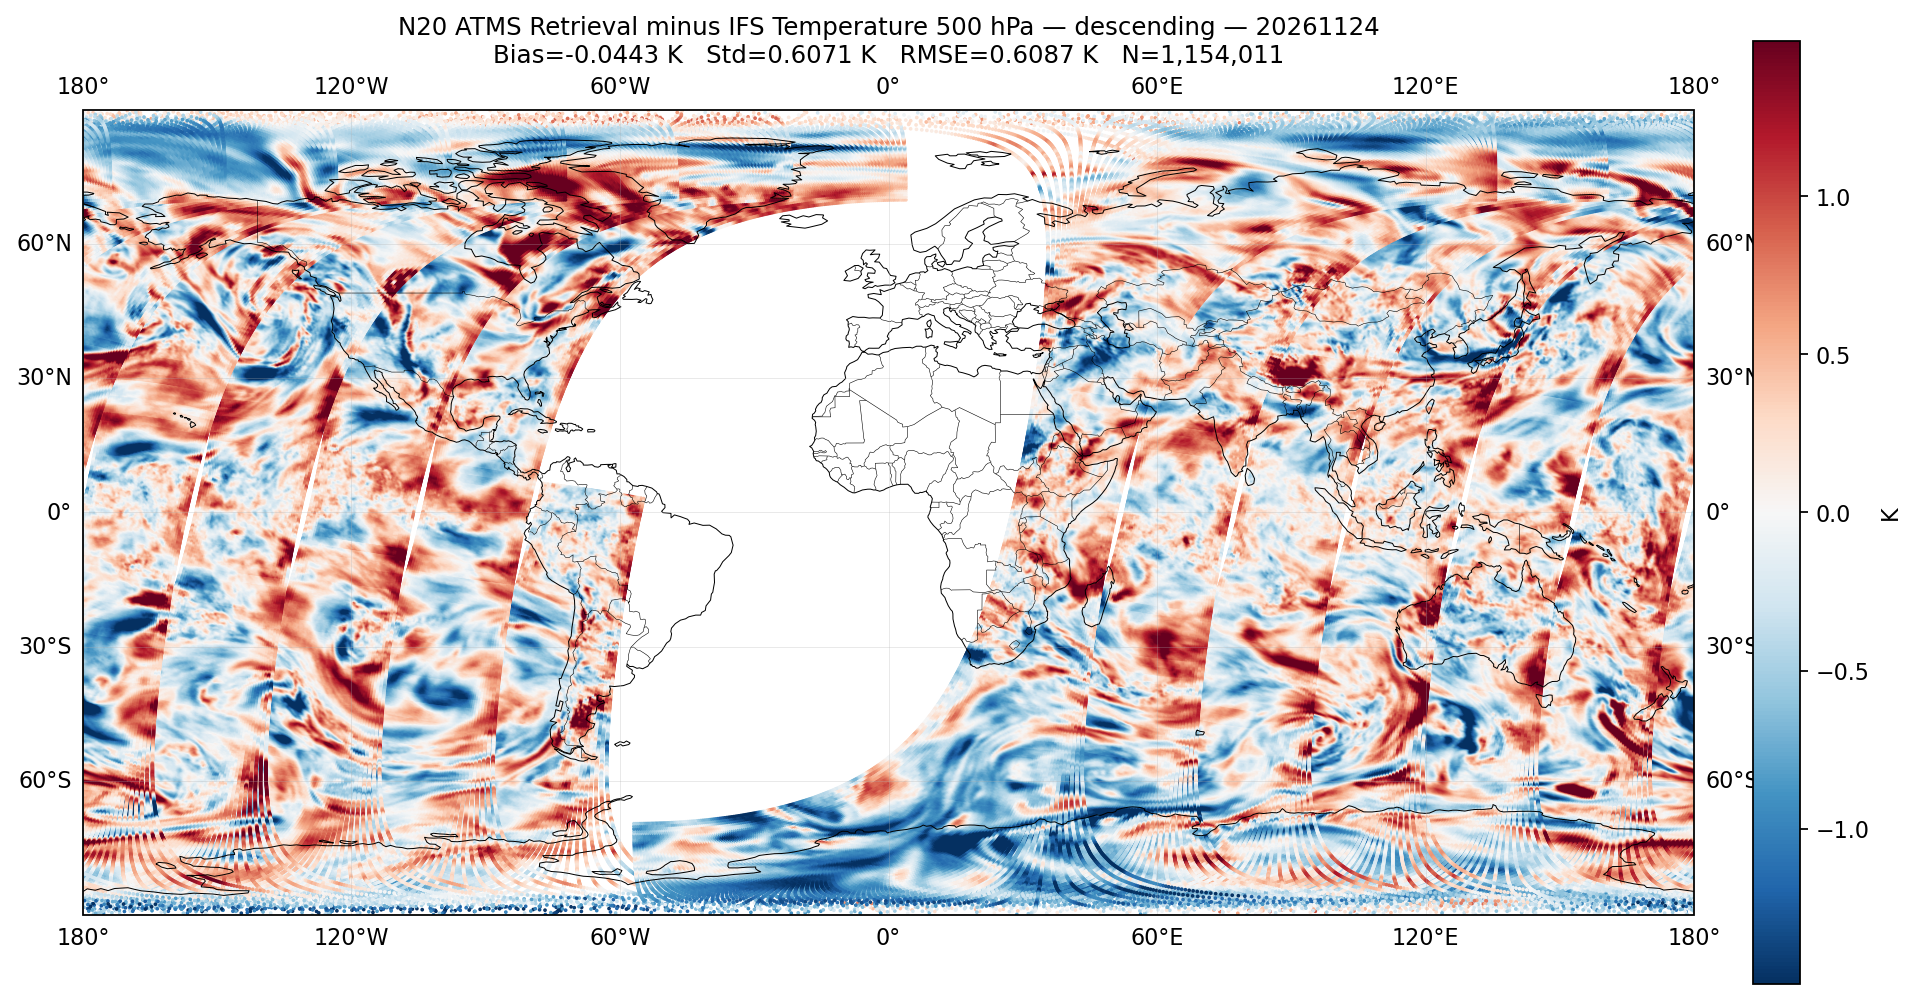 N20 ATMS Retrieval minus IFS Temperature 500 hPa — descending — 20261124
Bias=-0.0443 K Std=0.6071 K RMSE=0.6087 K N=1,154,011
180° 120°W 60°W 0° 60°E 120°E 180°
60°N 60°N
30°N 30°N
0° 0°
30°S 30°S
60°S 60°S
180° 120°W 60°W 0° 60°E 120°E 180°
1.0
0.5
0.0
−0.5
−1.0
K